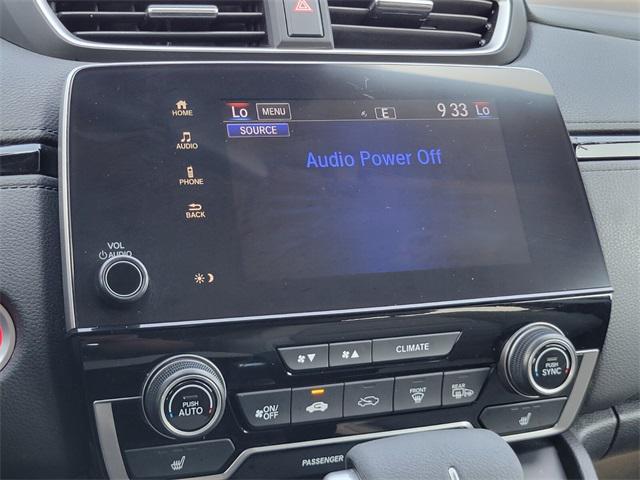 Lo MENU E 9 33 Lo
HOME
SOURCE
AUDIO
Audio Power Off
PHONE
BACK
VOL
AUDIO
CLIMATE
PUSH
AUTO
ON/
OFF
FRONT
REAR
PUSH
SYNC
PASSENGER